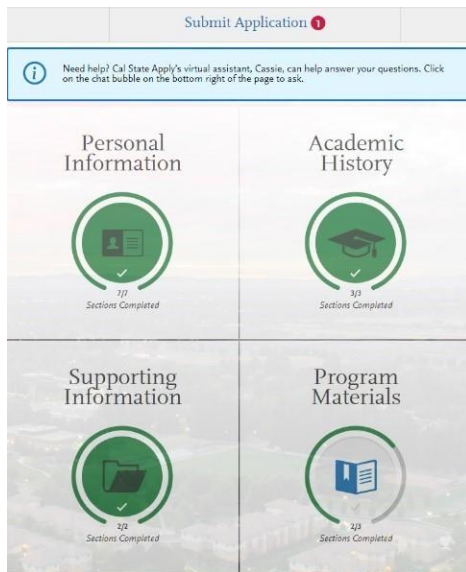 Submit Application 1
Need help? Cal State Apply's virtual assistant, Cassie, can help answer your questions. Click
on the chat bubble on the bottom right of the page to ask.
Personal
Information
7/7
Sections Completed
Academic
History
3/3
Sections Completed
Supporting
Information
2/2
Sections Completed
Program
Materials
2/3
Sections Completed